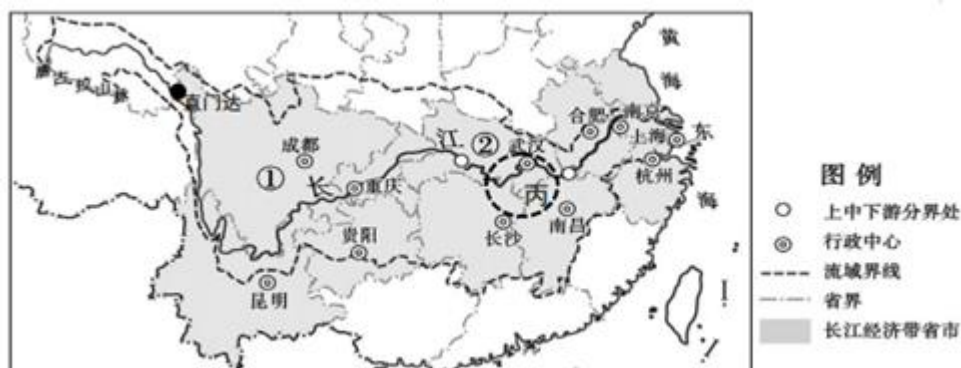 黄
海
唐古拉山脉
直门达
合肥
南京
上海
东
海
成都
江
②
武汉
杭州
①
长
重庆
丙
长沙
南昌
贵阳
昆明
图例
上中下游分界处
行政中心
流域界线
省界
长江经济带省市